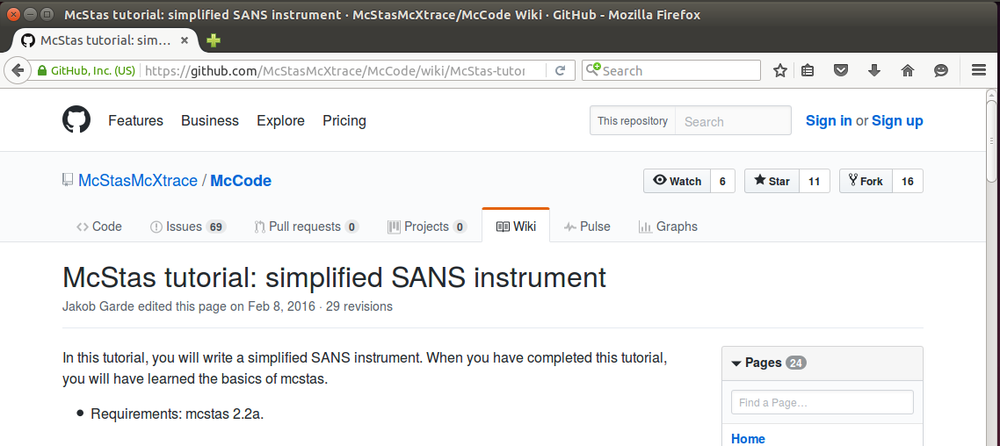 McStas tutorial: simplified SANS instrument · McStasMcXtrace/McCode Wiki · GitHub - Mozilla Firefox
McStas tutorial: sim...
GitHub, Inc. (US) https://github.com/McStasMcXtrace/McCode/wiki/McStas-tutor Search
Features Business Explore Pricing This repository Search Sign in or Sign up
McStasMcXtrace / McCode Watch 6 Star 11 Fork 16
Code Issues 69 Pull requests 0 Projects 0 Wiki Pulse Graphs
McStas tutorial: simplified SANS instrument
Jakob Garde edited this page on Feb 8, 2016 · 29 revisions
In this tutorial, you will write a simplified SANS instrument. When you have completed this tutorial,
you will have learned the basics of mcstas.
• Requirements: mcstas 2.2a.
Pages 24
Find a Page…
Home